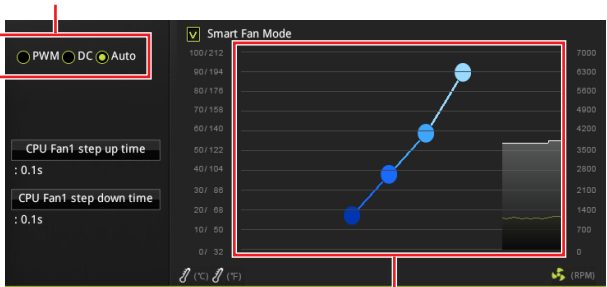 Smart Fan Mode
PWM DC Auto
100/212 7000
90/194 6300
80/176 5600
70/158 4900
60/140 4200
50/122 3500
40/104 2800
30/ 86 2100
20/ 68 1400
10/ 50 700
0/ 32 0
CPU Fan1 step up time
: 0.1s
CPU Fan1 step down time
: 0.1s
(℃) (℉) (RPM)